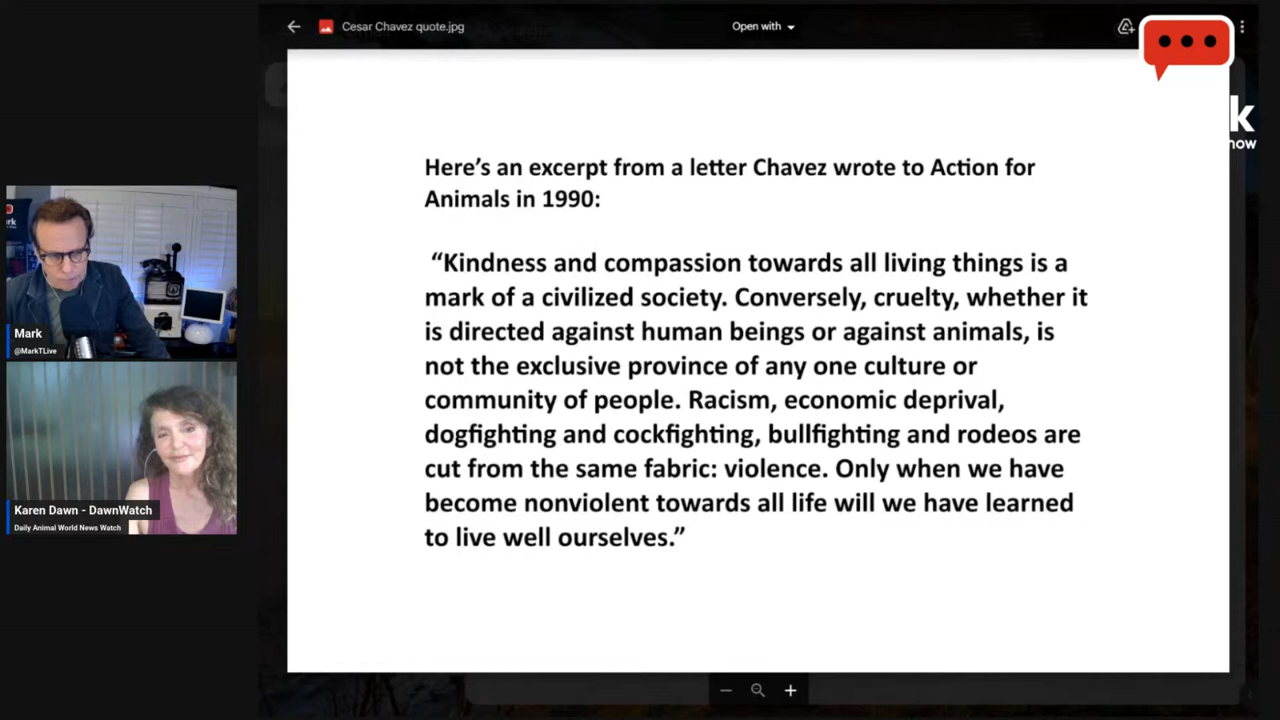 Cesar Chavez quote.jpg
Open with
k
how
Here's an excerpt from a letter Chavez wrote to Action for
Animals in 1990:
“Kindness and compassion towards all living things is a
mark of a civilized society. Conversely, cruelty, whether it
is directed against human beings or against animals, is
not the exclusive province of any one culture or
community of people. Racism, economic deprival,
dogfighting and cockfighting, bullfighting and rodeos are
cut from the same fabric: violence. Only when we have
become nonviolent towards all life will we have learned
to live well ourselves.”
Mark
@MarkTLive
Karen Dawn - DawnWatch
Daily Animal World News Watch